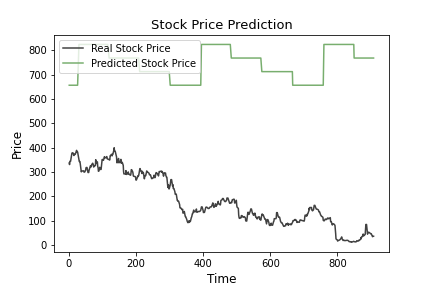 Stock Price Prediction
Real Stock Price
Predicted Stock Price
800
700
600
500
400
300
200
100
0
Price
0 200 400 600 800
Time